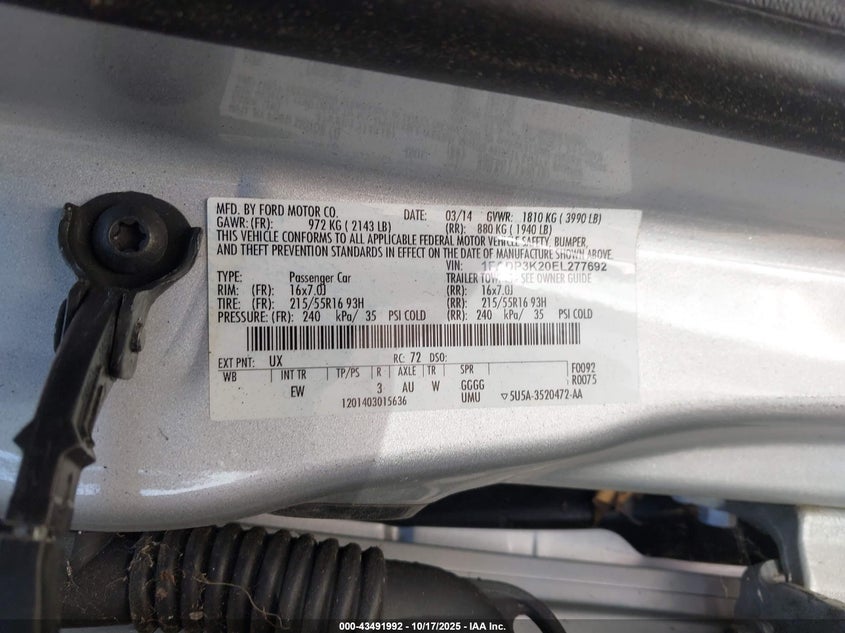 MFD. BY FORD MOTOR CO. DATE: 03/14 GVWR: 1810 KG ( 3990 LB)
GAWR: (FR): 972 KG ( 2143 LB) (RR): 880 KG ( 1940 LB)
THIS VEHICLE CONFORMS TO ALL APPLICABLE FEDERAL MOTOR VEHICLE SAFETY, BUMPER,
AND THEFT PREVENTION STANDARDS IN EFFECT ON THE DATE OF MANUFACTURE SHOWN ABOVE.
VIN:
TYPE: Passenger Car TRAILER - SEE OWNER GUIDE
RIM: (FR): 16x7.0J (RR): 16x7.0J
TIRE: (FR): 215/55R16 93H (RR): 215/55R16 93H
PRESSURE: (FR): 240 kPa/ 35 PSI COLD (RR): 240 kPa/ 35 PSI COLD
EXT PNT: UX RC: 72 DSO:
WB INT TR TP/PS R AXLE TR SPR F0092
EW 3 AU W GGGG R0075
1201403015636 UMU ▽5U5A-3520472-AA
000-43491992 | 10/17/2025 - IAA Inc.